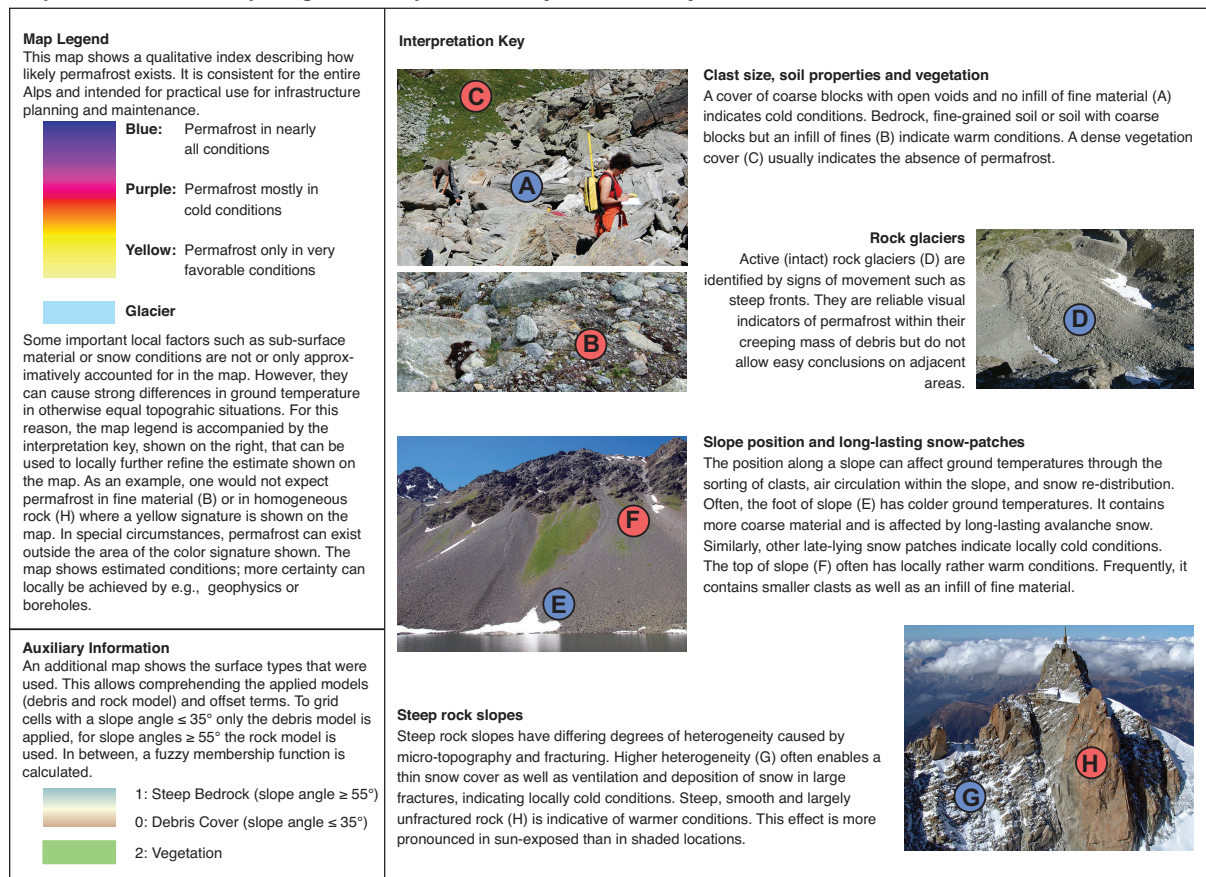 Map Legend
This map shows a qualitative index describing how
likely permafrost exists. It is consistent for the entire
Alps and intended for practical use for infrastructure
planning and maintenance.
Blue: Permafrost in nearly
all conditions
Purple: Permafrost mostly in
cold conditions
Yellow: Permafrost only in very
favorable conditions
Glacier
Some important local factors such as sub-surface
material or snow conditions are not or only approx-
imatively accounted for in the map. However, they
can cause strong differences in ground temperature
in otherwise equal topograhic situations. For this
reason, the map legend is accompanied by the
interpretation key, shown on the right, that can be
used to locally further refine the estimate shown on
the map. As an example, one would not expect
permafrost in fine material (B) or in homogeneous
rock (H) where a yellow signature is shown on the
map. In special circumstances, permafrost can exist
outside the area of the color signature shown. The
map shows estimated conditions; more certainty can
locally be achieved by e.g., geophysics or
boreholes.
Auxiliary Information
An additional map shows the surface types that were
used. This allows comprehending the applied models
(debris and rock model) and offset terms. To grid
cells with a slope angle ≤ 35° only the debris model is
applied, for slope angles ≥ 55° the rock model is
used. In between, a fuzzy membership function is
calculated.
1: Steep Bedrock (slope angle ≥ 55°)
0: Debris Cover (slope angle ≤ 35°)
2: Vegetation
Interpretation Key
C
A
B
Clast size, soil properties and vegetation
A cover of coarse blocks with open voids and no infill of fine material (A)
indicates cold conditions. Bedrock, fine-grained soil or soil with coarse
blocks but an infill of fines (B) indicate warm conditions. A dense vegetation
cover (C) usually indicates the absence of permafrost.
Rock glaciers
Active (intact) rock glaciers (D) are
identified by signs of movement such as
steep fronts. They are reliable visual
indicators of permafrost within their
creeping mass of debris but do not
allow easy conclusions on adjacent
areas.
D
F
E
Slope position and long-lasting snow-patches
The position along a slope can affect ground temperatures through the
sorting of clasts, air circulation within the slope, and snow re-distribution.
Often, the foot of slope (E) has colder ground temperatures. It contains
more coarse material and is affected by long-lasting avalanche snow.
Similarly, other late-lying snow patches indicate locally cold conditions.
The top of slope (F) often has locally rather warm conditions. Frequently, it
contains smaller clasts as well as an infill of fine material.
Steep rock slopes
Steep rock slopes have differing degrees of heterogeneity caused by
micro-topography and fracturing. Higher heterogeneity (G) often enables a
thin snow cover as well as ventilation and deposition of snow in large
fractures, indicating locally cold conditions. Steep, smooth and largely
unfractured rock (H) is indicative of warmer conditions. This effect is more
pronounced in sun-exposed than in shaded locations.
H
G